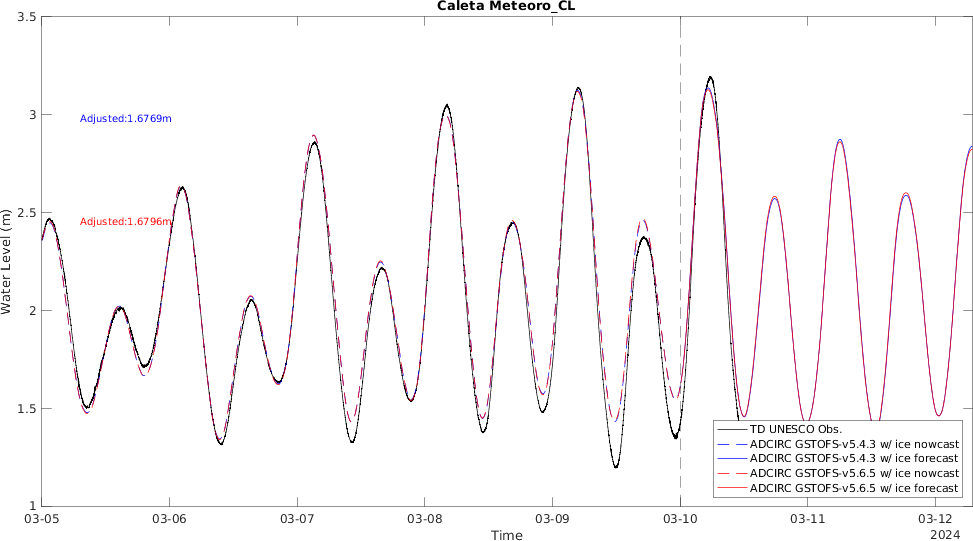 Caleta Meteoro_CL
3.5
3
2.5
2
1.5
1
Water Level (m)
Adjusted:1.6769m
Adjusted:1.6796m
TD UNESCO Obs.
ADCIRC GSTOFS-v5.4.3 w/ ice nowcast
ADCIRC GSTOFS-v5.4.3 w/ ice forecast
ADCIRC GSTOFS-v5.6.5 w/ ice nowcast
ADCIRC GSTOFS-v5.6.5 w/ ice forecast
03-05 03-06 03-07 03-08 03-09 03-10 03-11 03-12
Time
2024